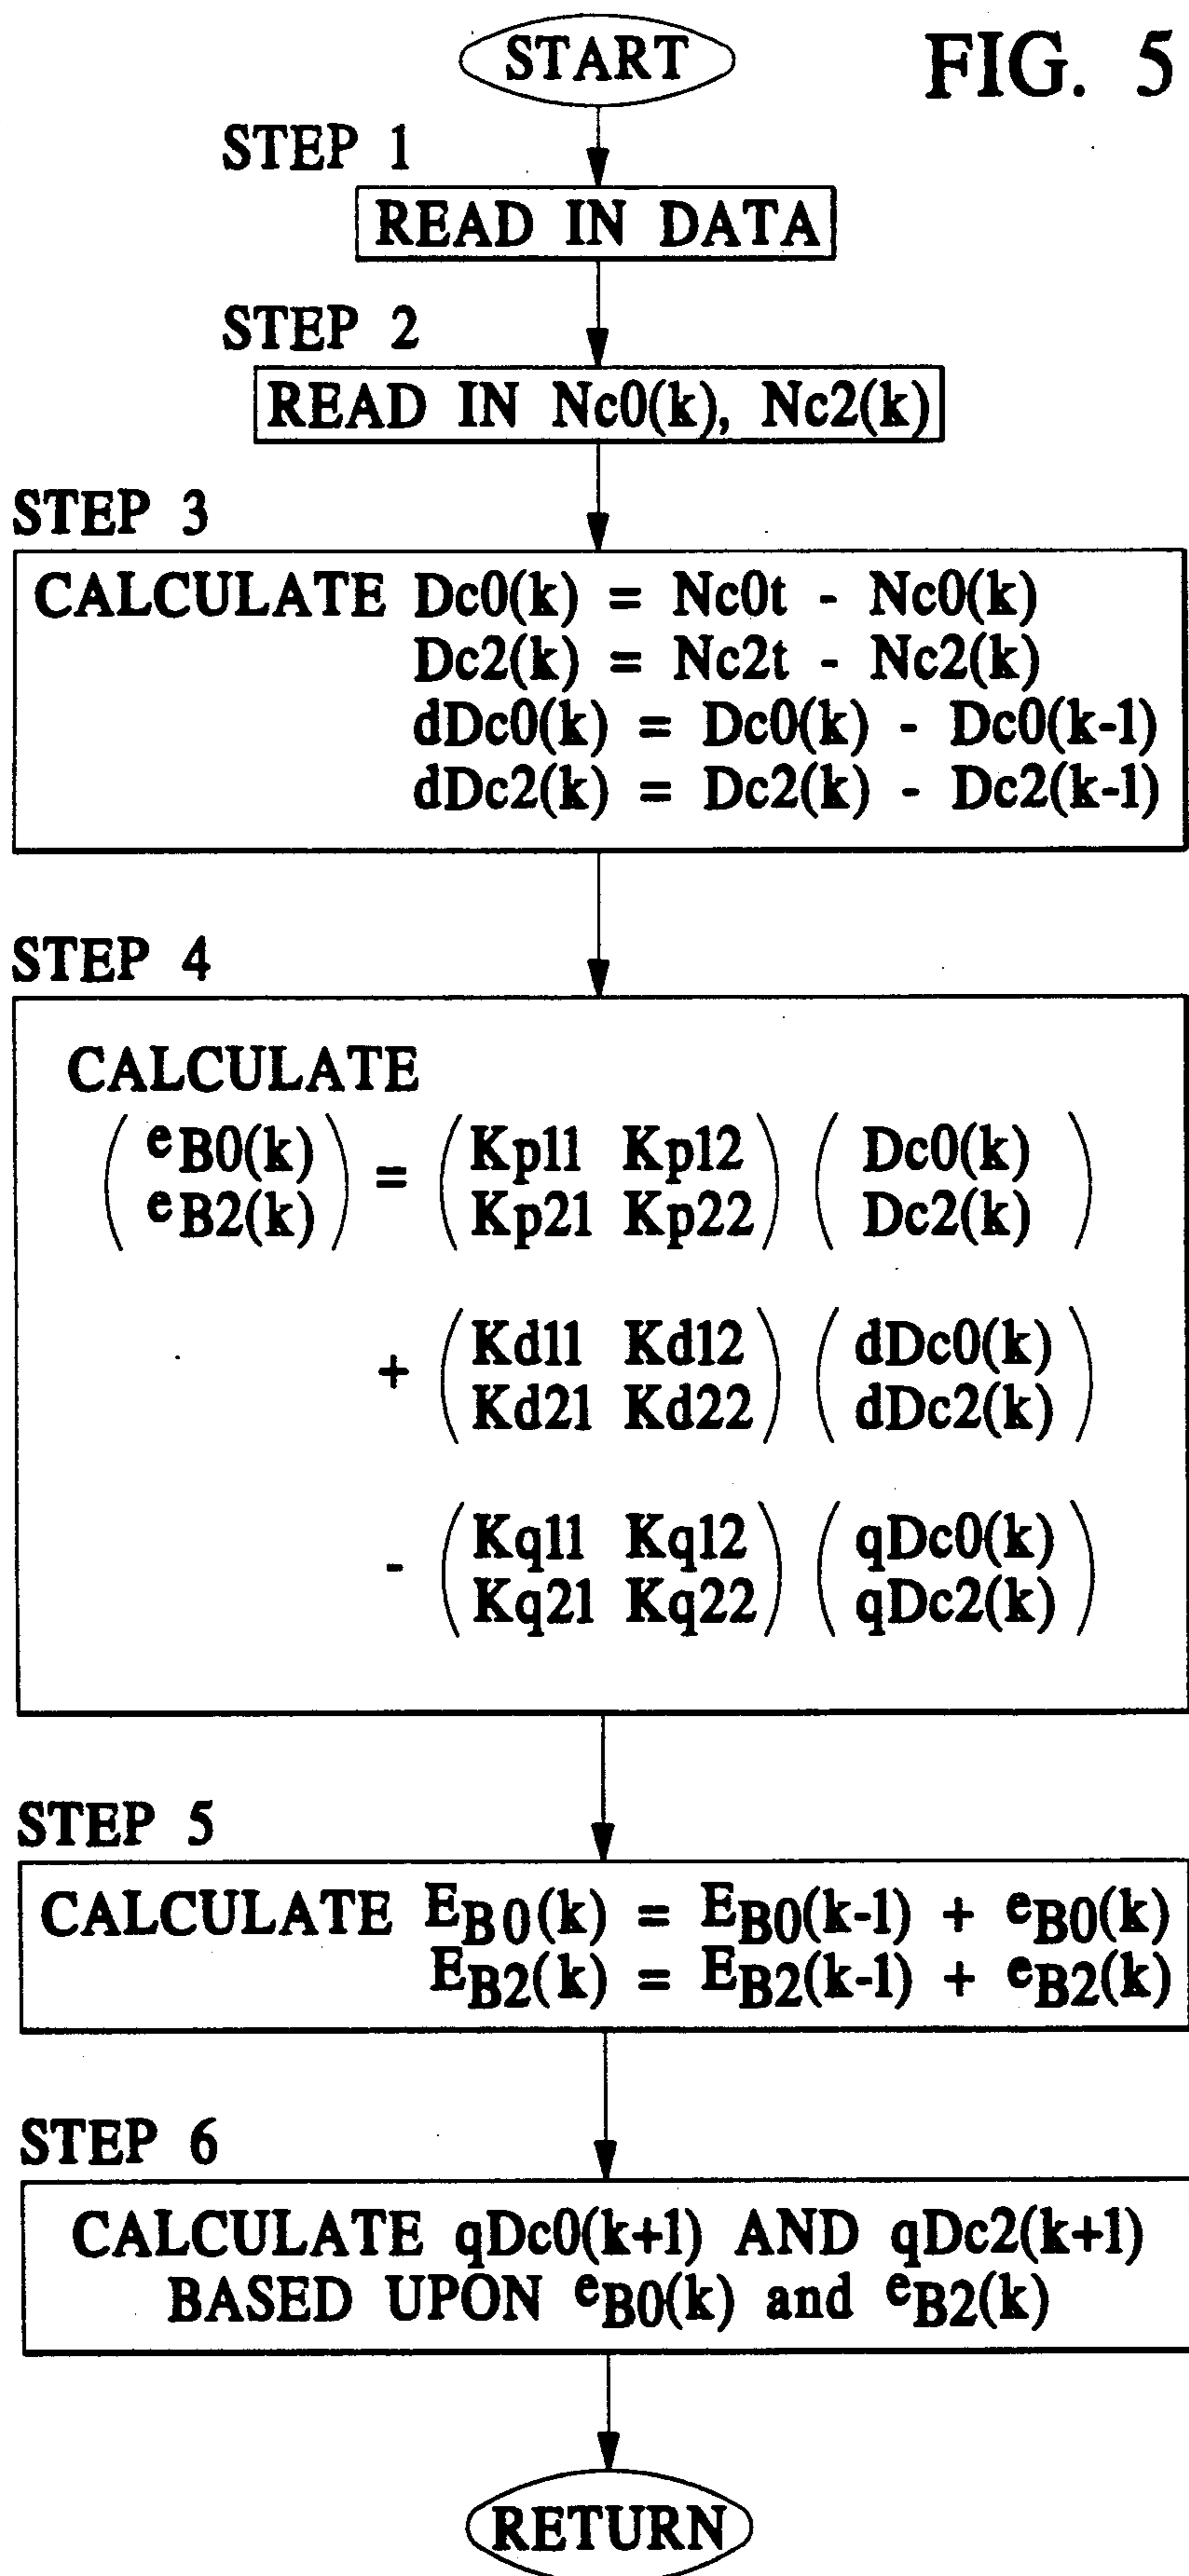 START
FIG. 5
STEP 1
READ IN DATA
STEP 2
READ IN Nc0(k), Nc2(k)
STEP 3
CALCULATE Dc0(k) = Nc0t - Nc0(k)
Dc2(k) = Nc2t - Nc2(k)
dDc0(k) = Dc0(k) - Dc0(k-1)
dDc2(k) = Dc2(k) - Dc2(k-1)
STEP 4
CALCULATE
( eB0(k) ) = ( Kp11 Kp12 ) ( Dc0(k) )
( eB2(k) ) ( Kp21 Kp22 ) ( Dc2(k) )
+ ( Kd11 Kd12 ) ( dDc0(k) )
( Kd21 Kd22 ) ( dDc2(k) )
- ( Kq11 Kq12 ) ( qDc0(k) )
( Kq21 Kq22 ) ( qDc2(k) )
STEP 5
CALCULATE EB0(k) = EB0(k-1) + eB0(k)
EB2(k) = EB2(k-1) + eB2(k)
STEP 6
CALCULATE qDc0(k+1) AND qDc2(k+1)
BASED UPON eB0(k) and eB2(k)
RETURN